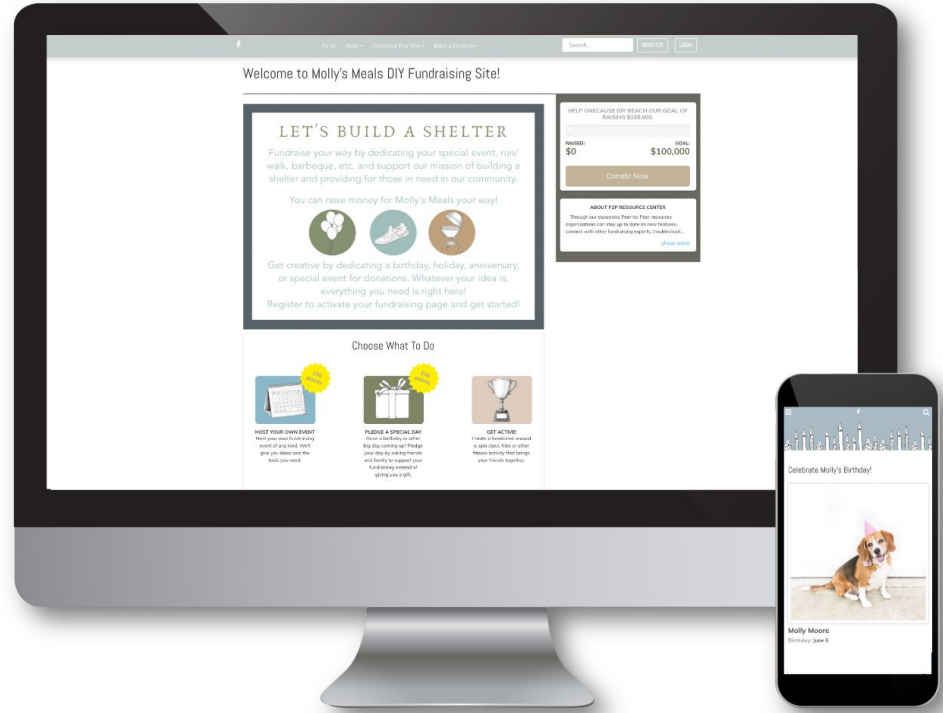 Home About Fundraise Your Way Make a Donation
Search...
REGISTER
LOGIN
Welcome to Molly's Meals DIY Fundraising Site!
LET'S BUILD A SHELTER
Fundraise your way by dedicating your special event, run/
walk, barbeque, etc. and support our mission of building a
shelter and providing for those in need in our community.
You can raise money for Molly's Meals your way!
Get creative by dedicating a birthday, holiday, anniversary,
or special event for donations. Whatever your idea is,
everything you need is right here!
Register to activate your fundraising page and get started!
HELP ONECAUSE DIY REACH OUR GOAL OF
RAISING $100,000.
RAISED: GOAL:
$0 $100,000
Donate Now
ABOUT P2P RESOURCE CENTER
Through our expansive Peer-to-Peer resources
organizations can stay up to date on new features,
connect with other fundraising experts, troubleshoot...
show more
Choose What To Do
points
points
HOST YOUR OWN EVENT
Host your own fundraising
event of any kind. We'll
give you ideas and the
tools you need.
PLEDGE A SPECIAL DAY
Have a birthday or other
big day coming up? Pledge
your day by asking friends
and family to support your
fundraising instead of
giving you a gift.
GET ACTIVE!
Create a fundraiser around
a spin class, hike or other
fitness activity that brings
your friends together.
Celebrate Molly's Birthday!
Molly Moore
Birthday: June 6